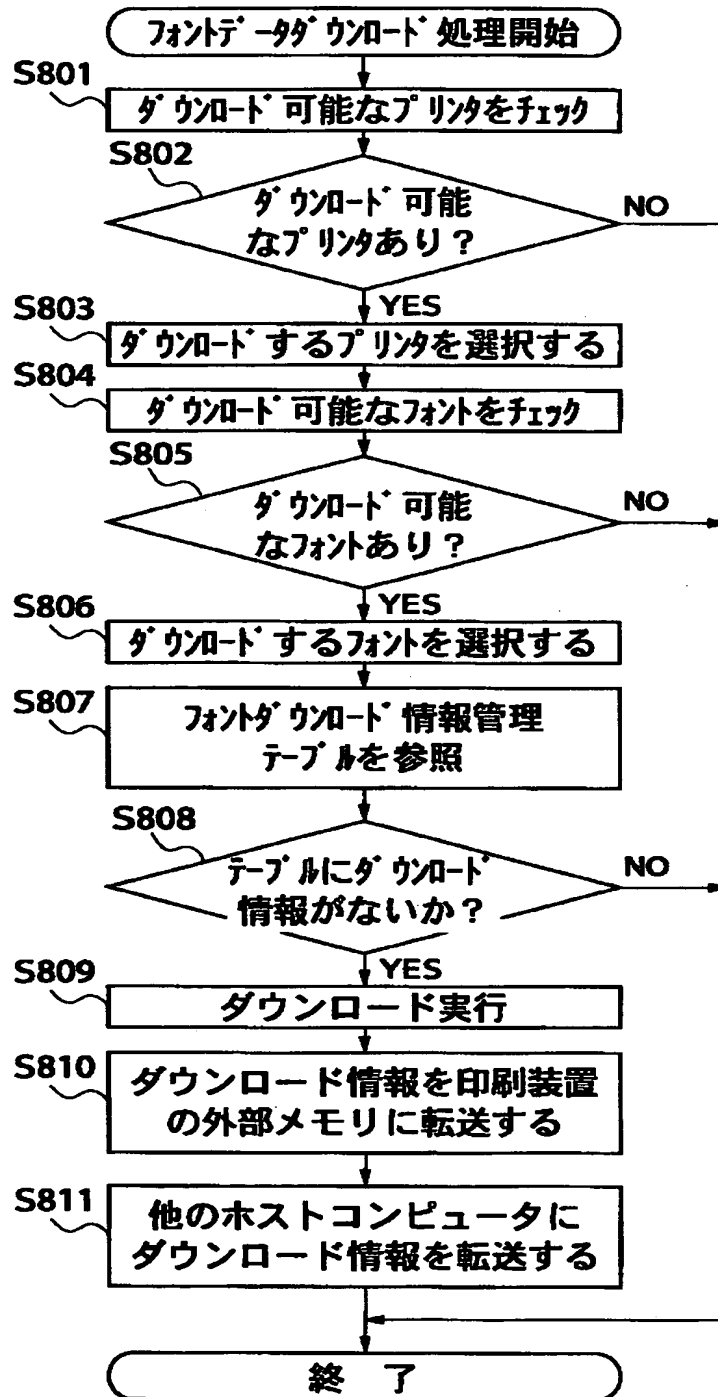 フォントデータダウンロード処理開始
S801
ダウンロード可能なプリンタをチェック
S802
ダウンロード可能
なプリンタあり?
NO
YES
S803
ダウンロードするプリンタを選択する
S804
ダウンロード可能なフォントをチェック
S805
ダウンロード可能
なフォントあり?
NO
YES
S806
ダウンロードするフォントを選択する
S807
フォントダウンロード情報管理
テーブルを参照
S808
テーブルにダウンロード
情報がないか?
NO
YES
S809
ダウンロード実行
S810
ダウンロード情報を印刷装置
の外部メモリに転送する
S811
他のホストコンピュータに
ダウンロード情報を転送する
終了